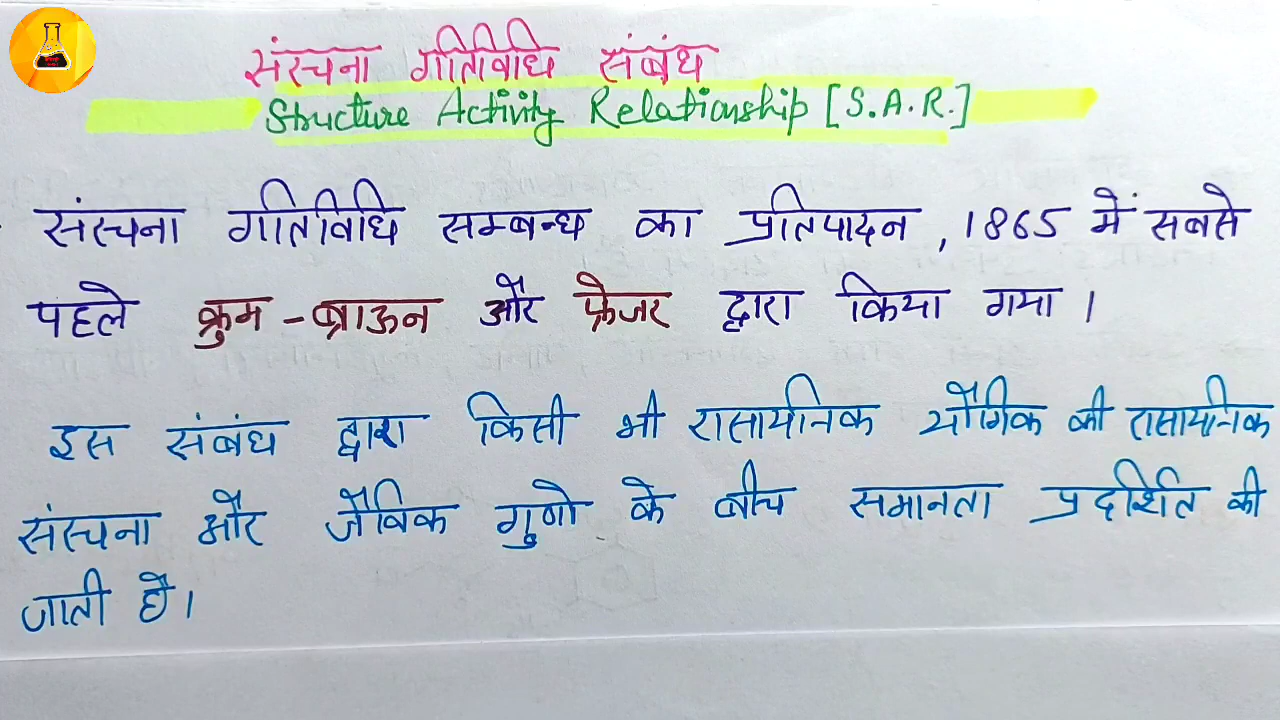 संरचना गतिविधि संबंध
Structure Activity Relationship [S.A.R.]
संरचना गतिविधि सम्बन्ध का प्रतिपादन , 1865 में सबसे
पहले क्रुम - ब्राऊन और फ्रेजर द्वारा किया गया ।
इस संबंध द्वारा किसी भी रासायनिक यौगिक की रासायनिक
संरचना और जैविक गुणो के बीच समानता प्रदर्शित की
जाती है।